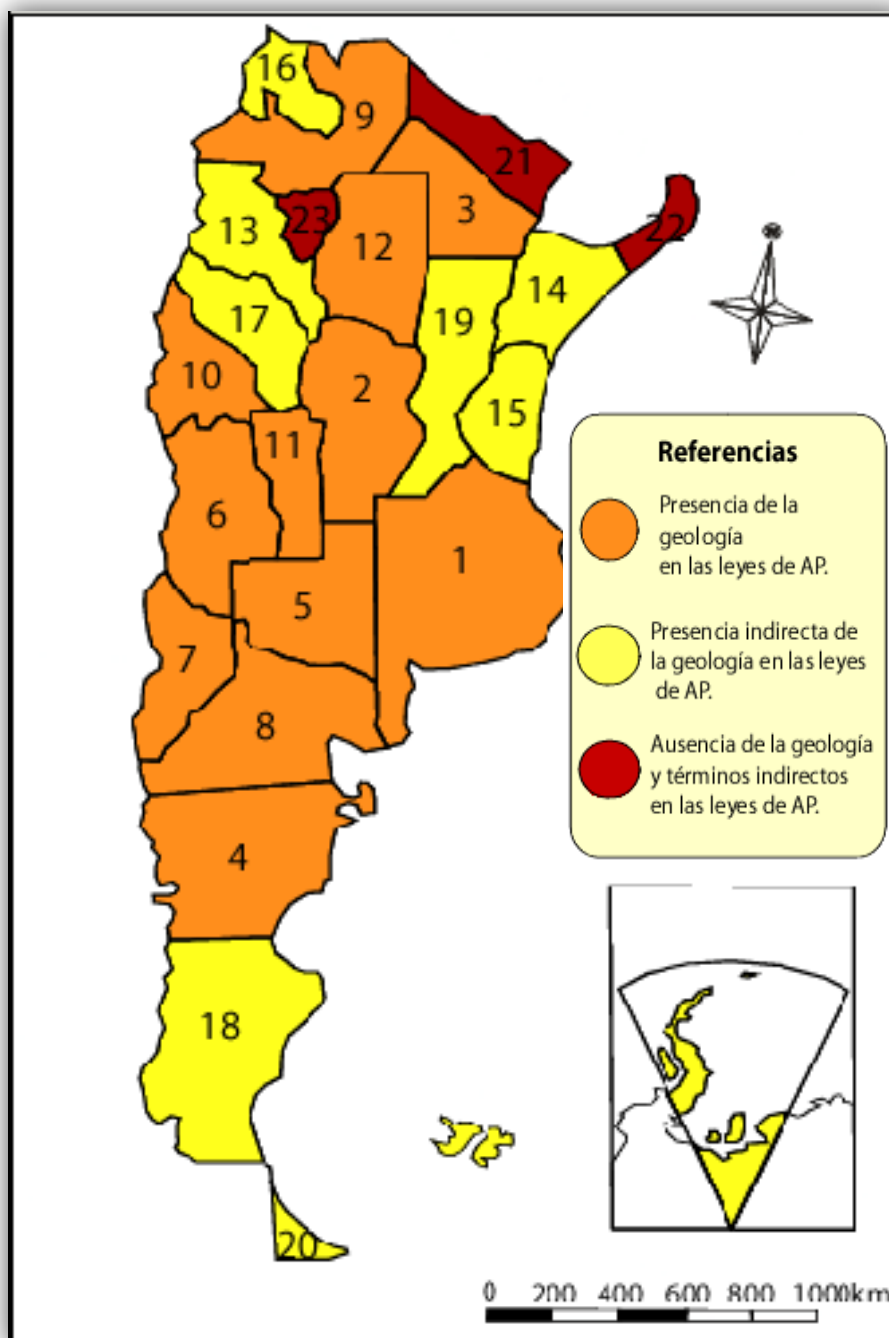 16
9
21
3
23
22
13
12
14
17
19
10
2
15
11
6
1
5
7
8
4
18
20
Referencias
Presencia de la
geología
en las leyes de AP.
Presencia indirecta de
la geología en las leyes
de AP.
Ausencia de la geología
y términos indirectos
en las leyes de AP.
0 200 400 600 800 1000km